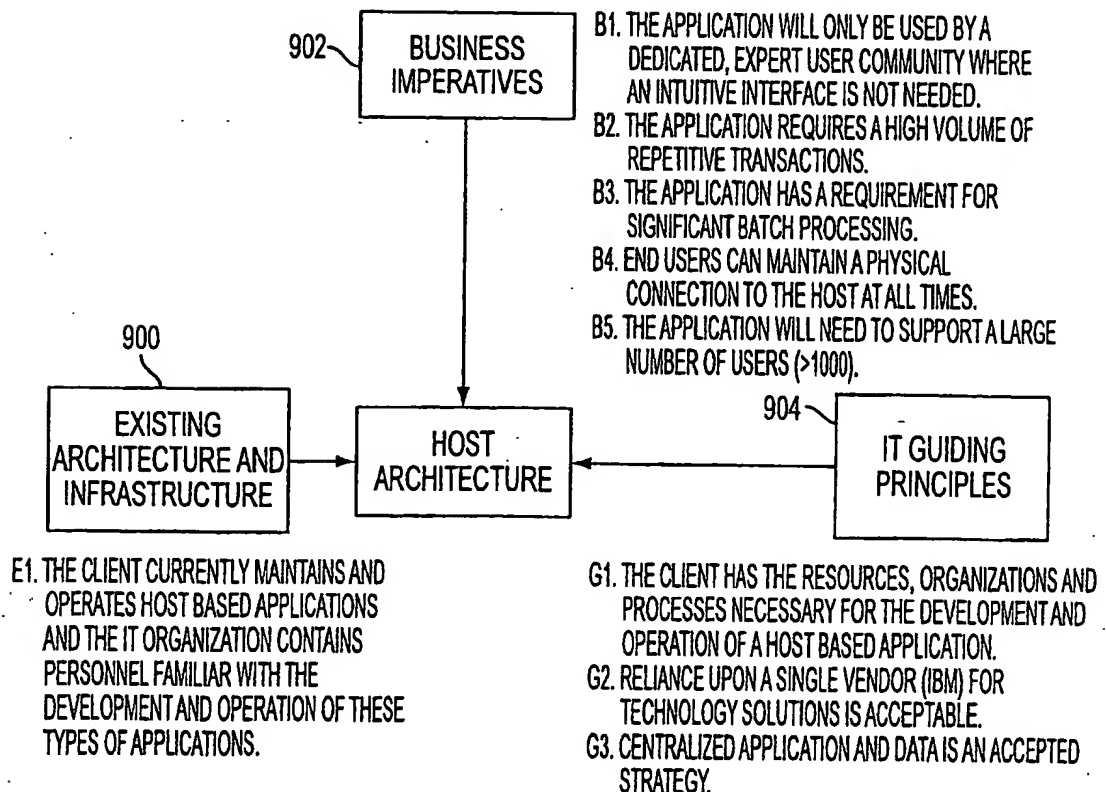 902
BUSINESS
IMPERATIVES
B1. THE APPLICATION WILL ONLY BE USED BY A
DEDICATED, EXPERT USER COMMUNITY WHERE
AN INTUITIVE INTERFACE IS NOT NEEDED.
B2. THE APPLICATION REQUIRES A HIGH VOLUME OF
REPETITIVE TRANSACTIONS.
B3. THE APPLICATION HAS A REQUIREMENT FOR
SIGNIFICANT BATCH PROCESSING.
B4. END USERS CAN MAINTAIN A PHYSICAL
CONNECTION TO THE HOST AT ALL TIMES.
B5. THE APPLICATION WILL NEED TO SUPPORT A LARGE
NUMBER OF USERS (>1000).
900
EXISTING
ARCHITECTURE AND
INFRASTRUCTURE
HOST
ARCHITECTURE
904
IT GUIDING
PRINCIPLES
E1. THE CLIENT CURRENTLY MAINTAINS AND
OPERATES HOST BASED APPLICATIONS
AND THE IT ORGANIZATION CONTAINS
PERSONNEL FAMILIAR WITH THE
DEVELOPMENT AND OPERATION OF THESE
TYPES OF APPLICATIONS.
G1. THE CLIENT HAS THE RESOURCES, ORGANIZATIONS AND
PROCESSES NECESSARY FOR THE DEVELOPMENT AND
OPERATION OF A HOST BASED APPLICATION.
G2. RELIANCE UPON A SINGLE VENDOR (IBM) FOR
TECHNOLOGY SOLUTIONS IS ACCEPTABLE.
G3. CENTRALIZED APPLICATION AND DATA IS AN ACCEPTED
STRATEGY.